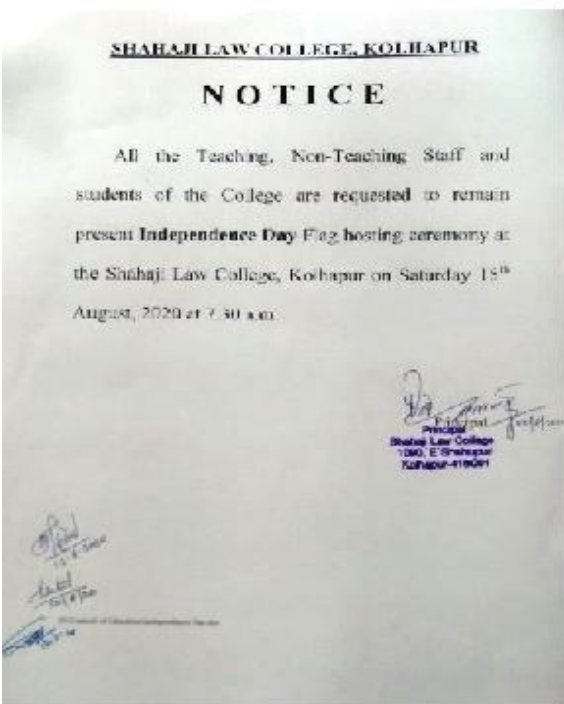 SHAHAJI LAW COLLEGE, KOLHAPUR
NOTICE
All the Teaching, Non-Teaching Staff and
students of the College are requested to remain
present Independence Day Flag hosting ceremony at
the Shahaji Law College, Kolhapur on Saturday 15th
August, 2020 at 7.30 a.m.
Principal
Principal
Shahaji Law College
1090, E Shahupuri
Kolhapur-416001